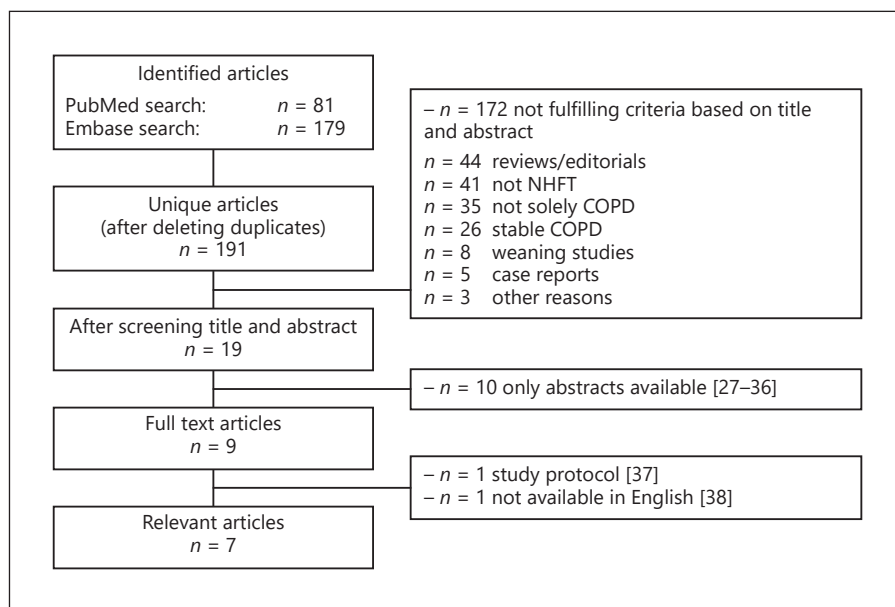 Identified articles
PubMed search: n = 81
Embase search: n = 179
– n = 172 not fulfilling criteria based on title
and abstract
n = 44 reviews/editorials
n = 41 not NHFT
n = 35 not solely COPD
n = 26 stable COPD
n = 8 weaning studies
n = 5 case reports
n = 3 other reasons
Unique articles
(after deleting duplicates)
n = 191
After screening title and abstract
n = 19
– n = 10 only abstracts available [27–36]
Full text articles
n = 9
– n = 1 study protocol [37]
– n = 1 not available in English [38]
Relevant articles
n = 7